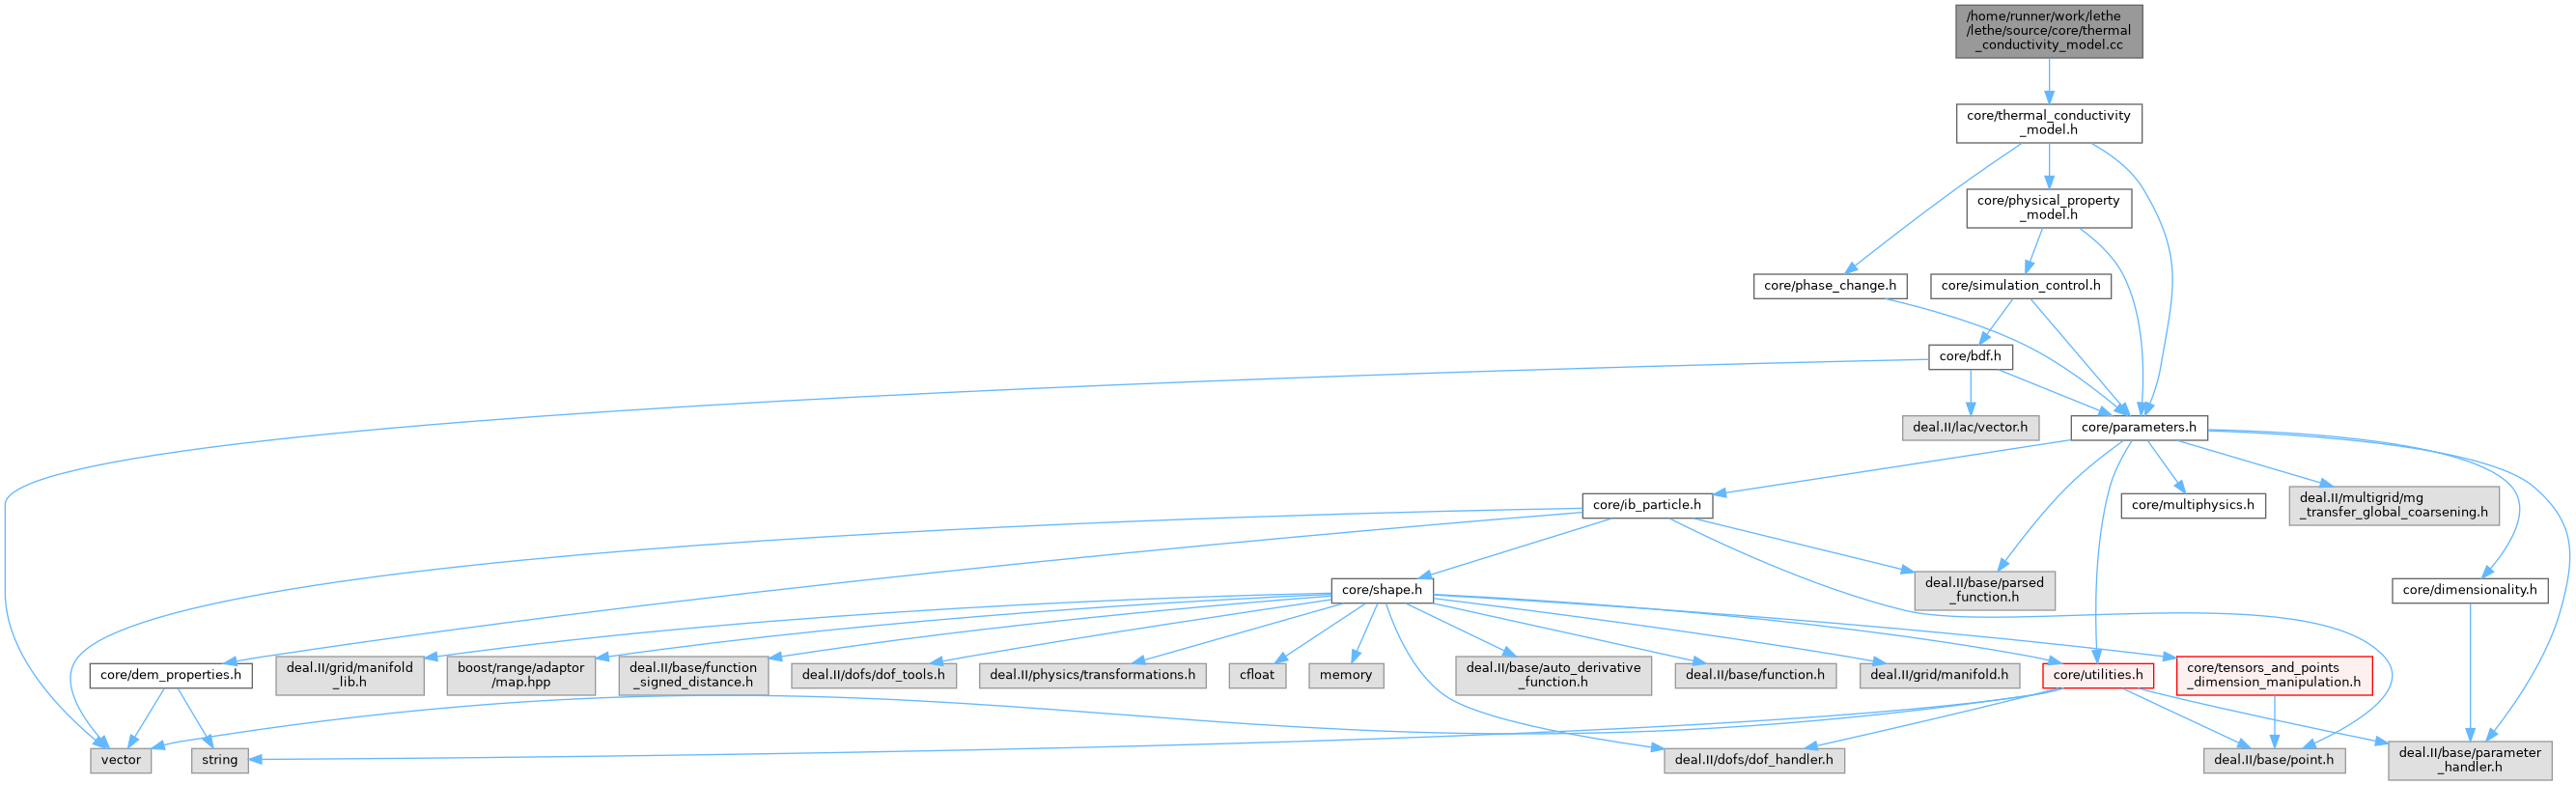 /home/runner/work/lethe
/lethe/source/core/thermal
_conductivity_model.cc
core/thermal_conductivity
_model.h
core/physical_property
_model.h
core/phase_change.h
core/simulation_control.h
core/bdf.h
deal.II/lac/vector.h
core/parameters.h
core/ib_particle.h
core/multiphysics.h
deal.II/multigrid/mg
_transfer_global_coarsening.h
core/shape.h
deal.II/base/parsed
_function.h
core/dimensionality.h
core/dem_properties.h
deal.II/grid/manifold
_lib.h
boost/range/adaptor
/map.hpp
deal.II/base/function
_signed_distance.h
deal.II/dofs/dof_tools.h
deal.II/physics/transformations.h
cfloat
memory
deal.II/base/auto_derivative
_function.h
deal.II/base/function.h
deal.II/grid/manifold.h
core/utilities.h
core/tensors_and_points
_dimension_manipulation.h
vector
string
deal.II/dofs/dof_handler.h
deal.II/base/point.h
deal.II/base/parameter
_handler.h